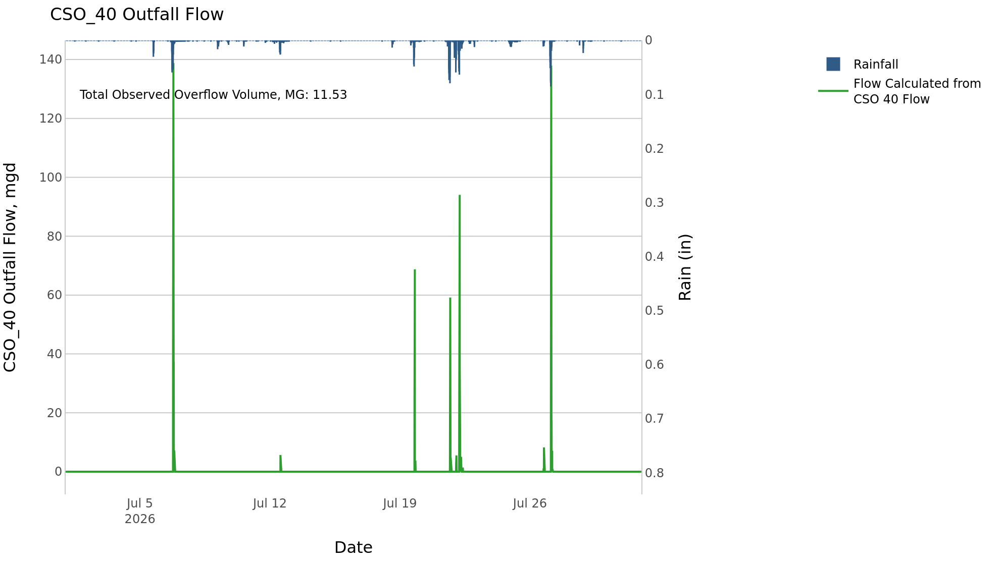 CSO_40 Outfall Flow
Total Observed Overflow Volume, MG: 11.53
CSO_40 Outfall Flow, mgd
140
120
100
80
60
40
20
0
0
0.1
0.2
0.3
0.4
0.5
0.6
0.7
0.8
Rain (in)
Jul 5
2026
Jul 12
Jul 19
Jul 26
Date
Rainfall
Flow Calculated from
CSO 40 Flow